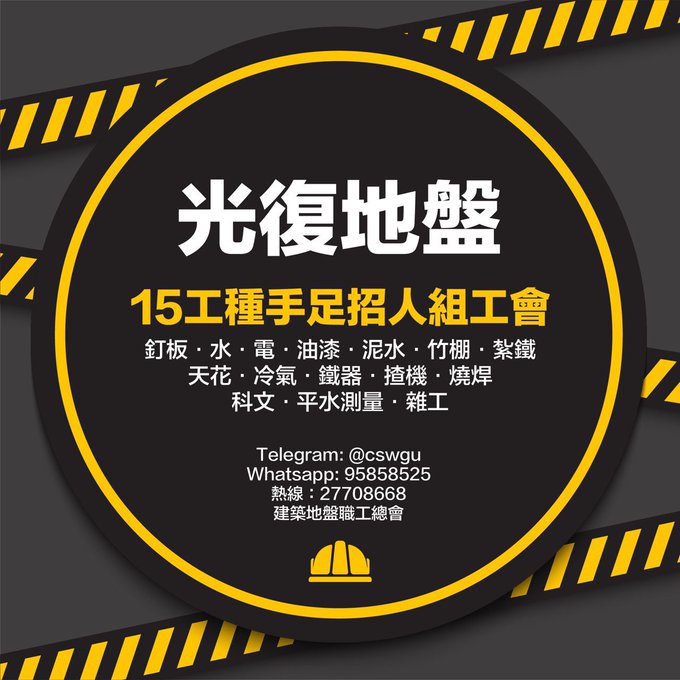 光復地盤
15工種手足招人組工會
釘板・水・電・油漆・泥水・竹棚・紮鐵
天花・冷氣・鐵器・揸機・燒焊
科文・平水測量・雜工
Telegram: @cswgu
Whatsapp: 95858525
熱線：27708668
建築地盤職工總會